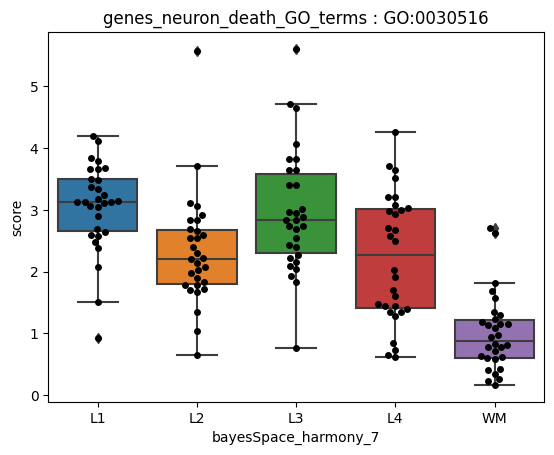 genes_neuron_death_GO_terms : GO:0030516
5
4
3
2
1
0
score
L1 L2 L3 L4 WM
bayesSpace_harmony_7